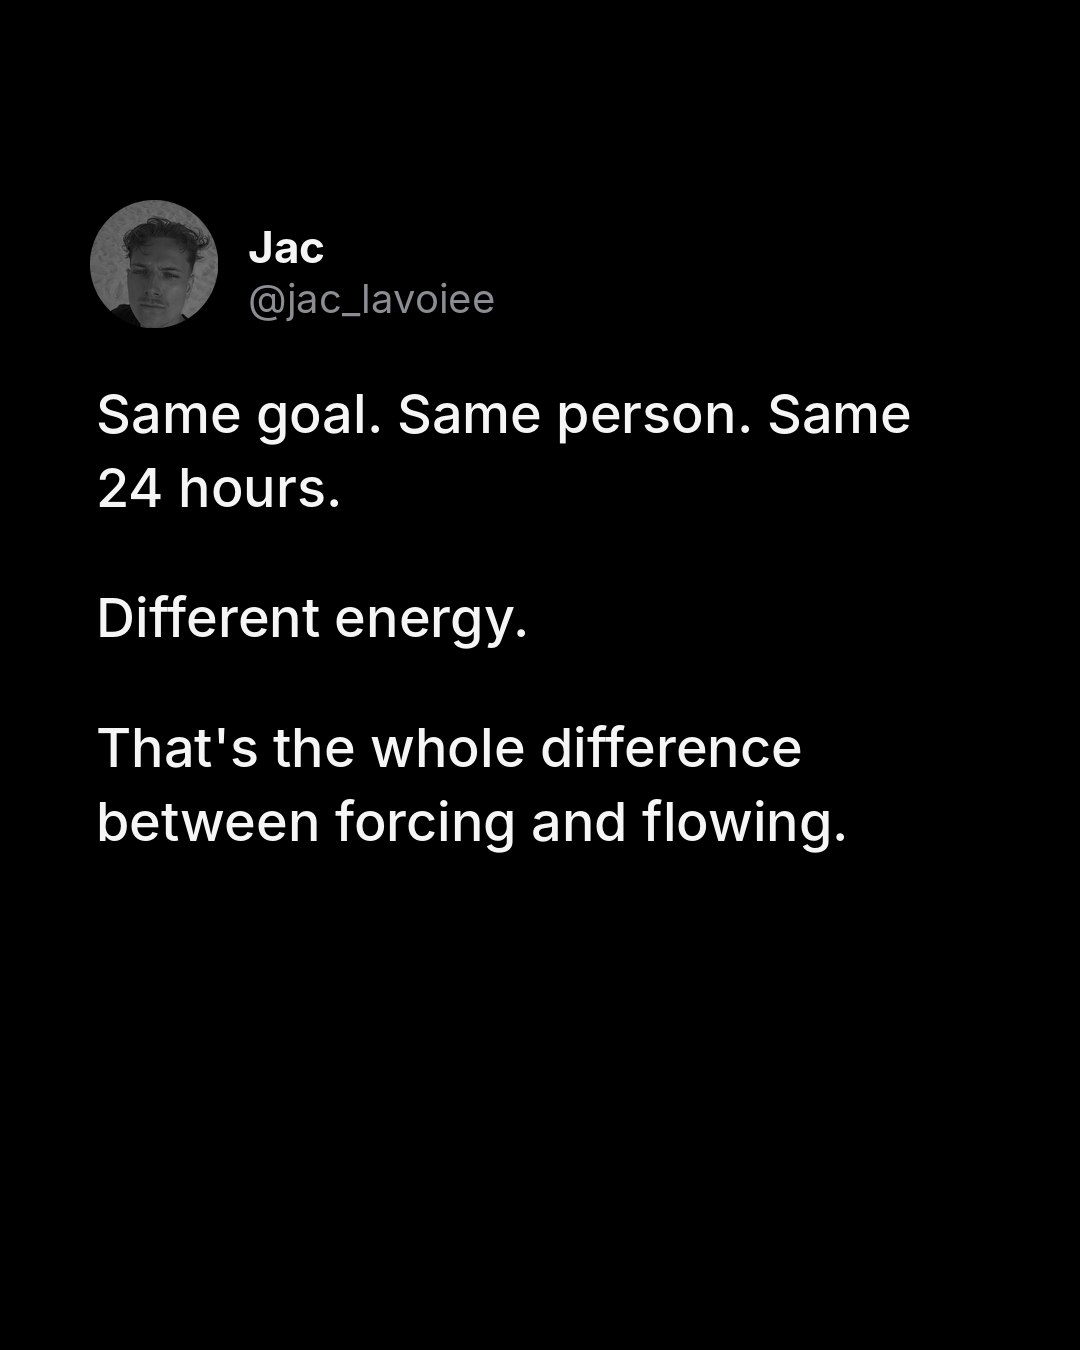 Jac
@jac_lavoiee
Same goal. Same person. Same
24 hours.
Different energy.
That's the whole difference
between forcing and flowing.